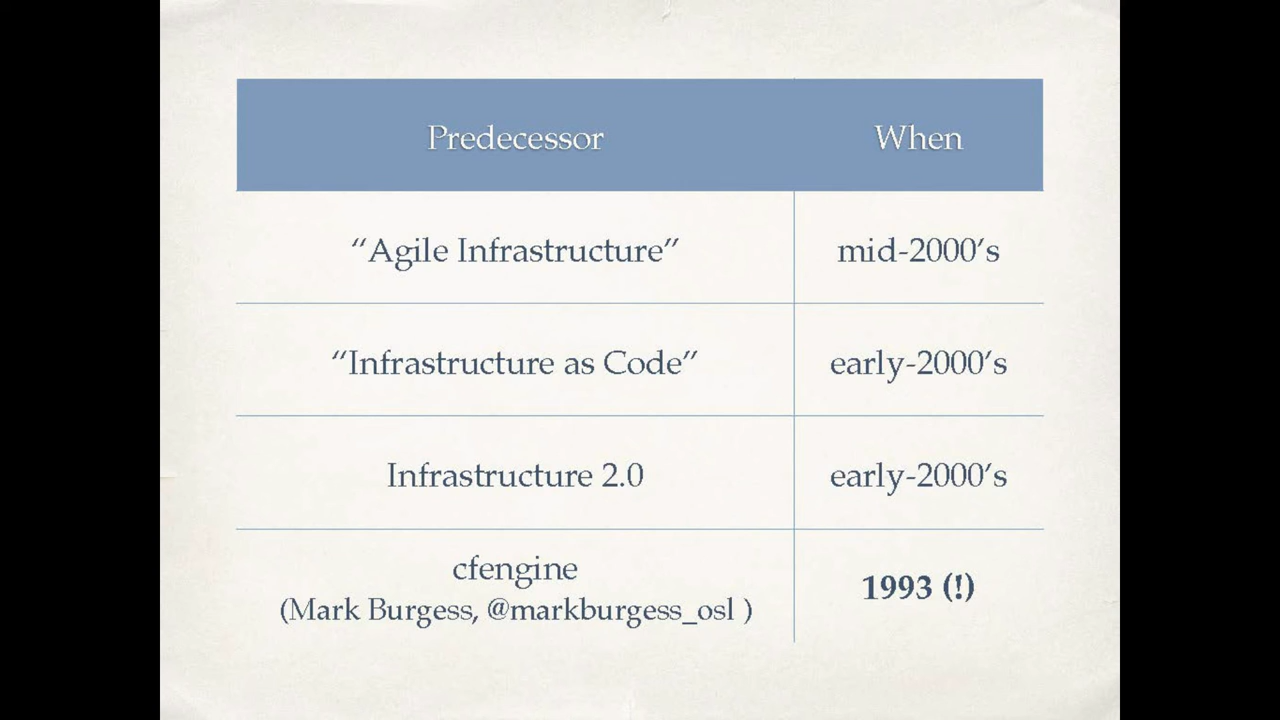 Predecessor When
“Agile Infrastructure” mid-2000’s
“Infrastructure as Code” early-2000’s
Infrastructure 2.0 early-2000’s
cfengine
(Mark Burgess, @markburgess_osl ) 1993 (!)